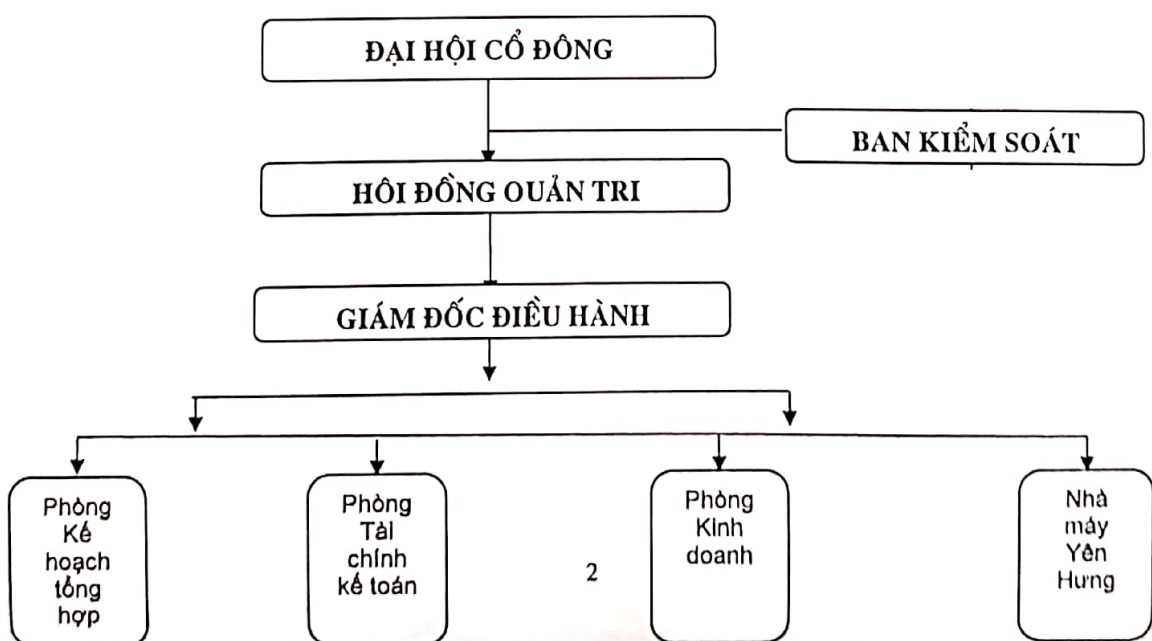 ĐẠI HỘI CỔ ĐÔNG
BAN KIỂM SOÁT
HÔI ĐỒNG QUẢN TRI
GIÁM ĐỐC ĐIỀU HÀNH
Phòng
Kế
hoạch
tổng
hợp
Phòng
Tài
chính
kế toán
Phòng
Kinh
doanh
Nhà
máy
Yên
Hưng
2